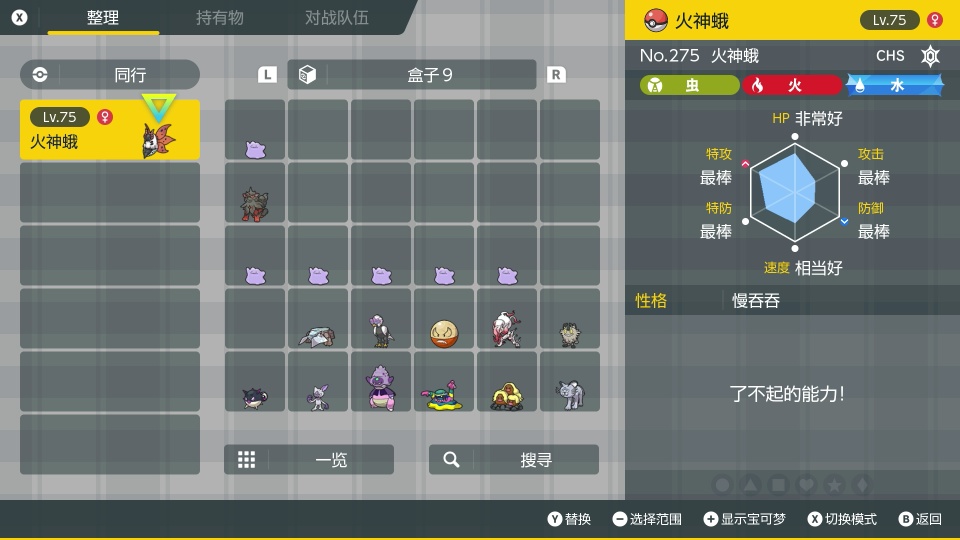 X 整理 持有物 对战队伍
同行 L 盒子9 R
Lv.75 ♀
火神蛾
一览 搜寻
火神蛾 Lv.75 ♀
No.275 火神蛾 CHS
虫 火 水
HP 非常好
特攻 攻击
最棒 最棒
特防 防御
最棒 最棒
速度 相当好
性格 慢吞吞
了不起的能力!
Y 替换 选择范围 显示宝可梦 X 切换模式 B 返回